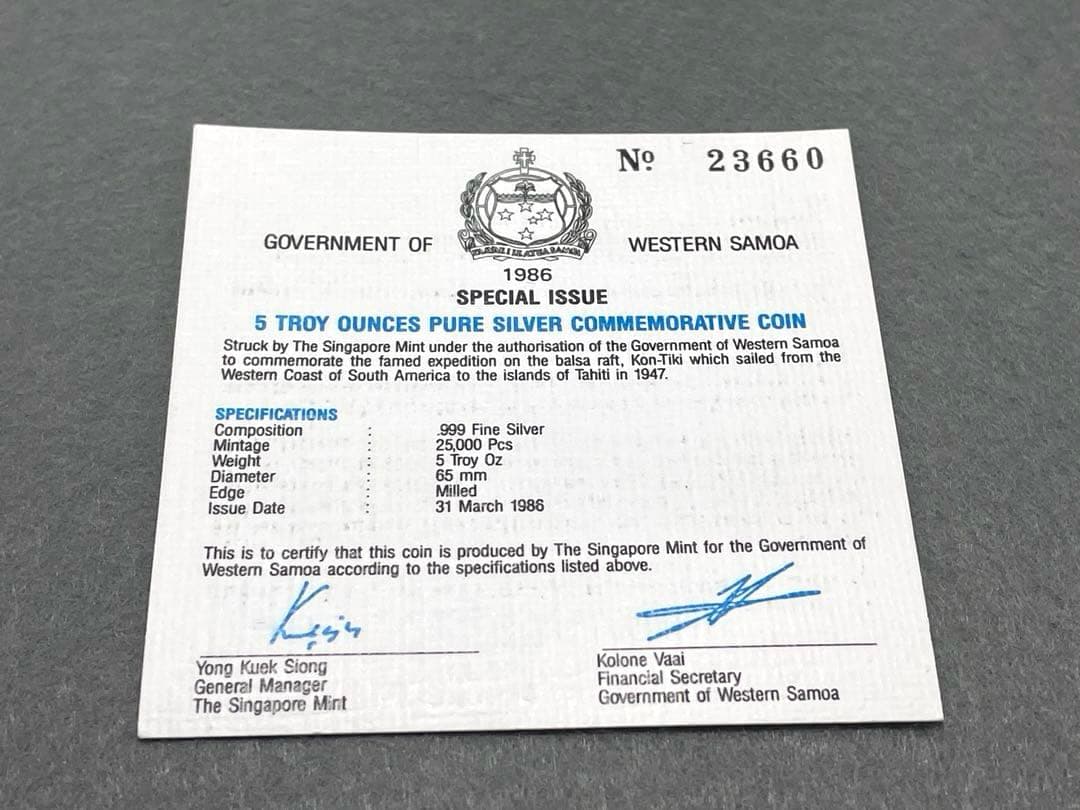 Nº 23660
GOVERNMENT OF WESTERN SAMOA
1986
SPECIAL ISSUE
5 TROY OUNCES PURE SILVER COMMEMORATIVE COIN
Struck by The Singapore Mint under the authorisation of the Government of Western Samoa
to commemorate the famed expedition on the balsa raft, Kon-Tiki which sailed from the
Western Coast of South America to the islands of Tahiti in 1947.
SPECIFICATIONS
Composition : .999 Fine Silver
Mintage : 25,000 Pcs
Weight : 5 Troy Oz
Diameter : 65 mm
Edge : Milled
Issue Date : 31 March 1986
This is to certify that this coin is produced by The Singapore Mint for the Government of
Western Samoa according to the specifications listed above.
Yong Kuek Siong
General Manager
The Singapore Mint
Kolone Vaai
Financial Secretary
Government of Western Samoa